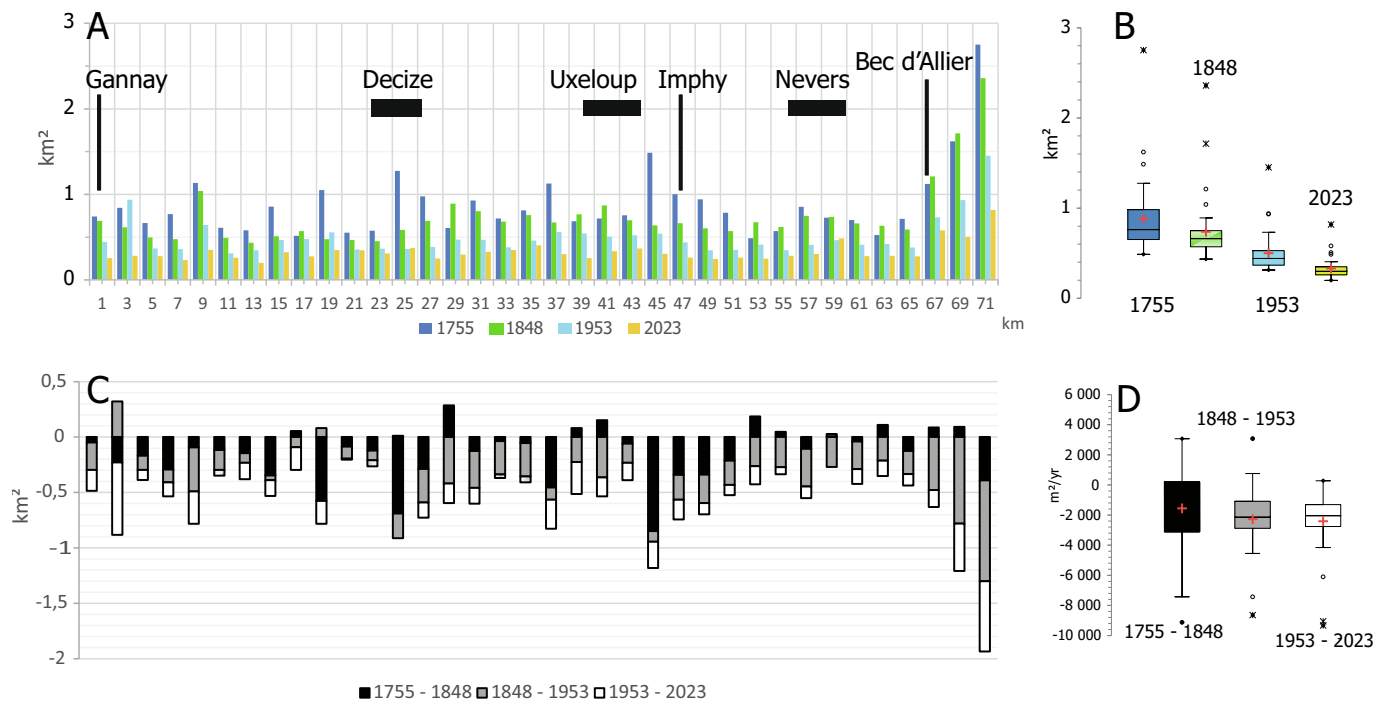 A
3
2
1
0
km²
Gannay
Decize
Uxeloup
Imphy
Nevers
Bec d'Allier
1 3 5 7 9 11 13 15 17 19 21 23 25 27 29 31 33 35 37 39 41 43 45 47 49 51 53 55 57 59 61 63 65 67 69 71
km
1755 1848 1953 2023
B
3
2
1
0
km²
1848
2023
1755
1953
C
0,5
0
-0,5
-1
-1,5
-2
km²
1755 - 1848 1848 - 1953 1953 - 2023
D
6 000
4 000
2 000
0
-2 000
-4 000
-6 000
-8 000
-10 000
m²/yr
1848 - 1953
1755 - 1848
1953 - 2023